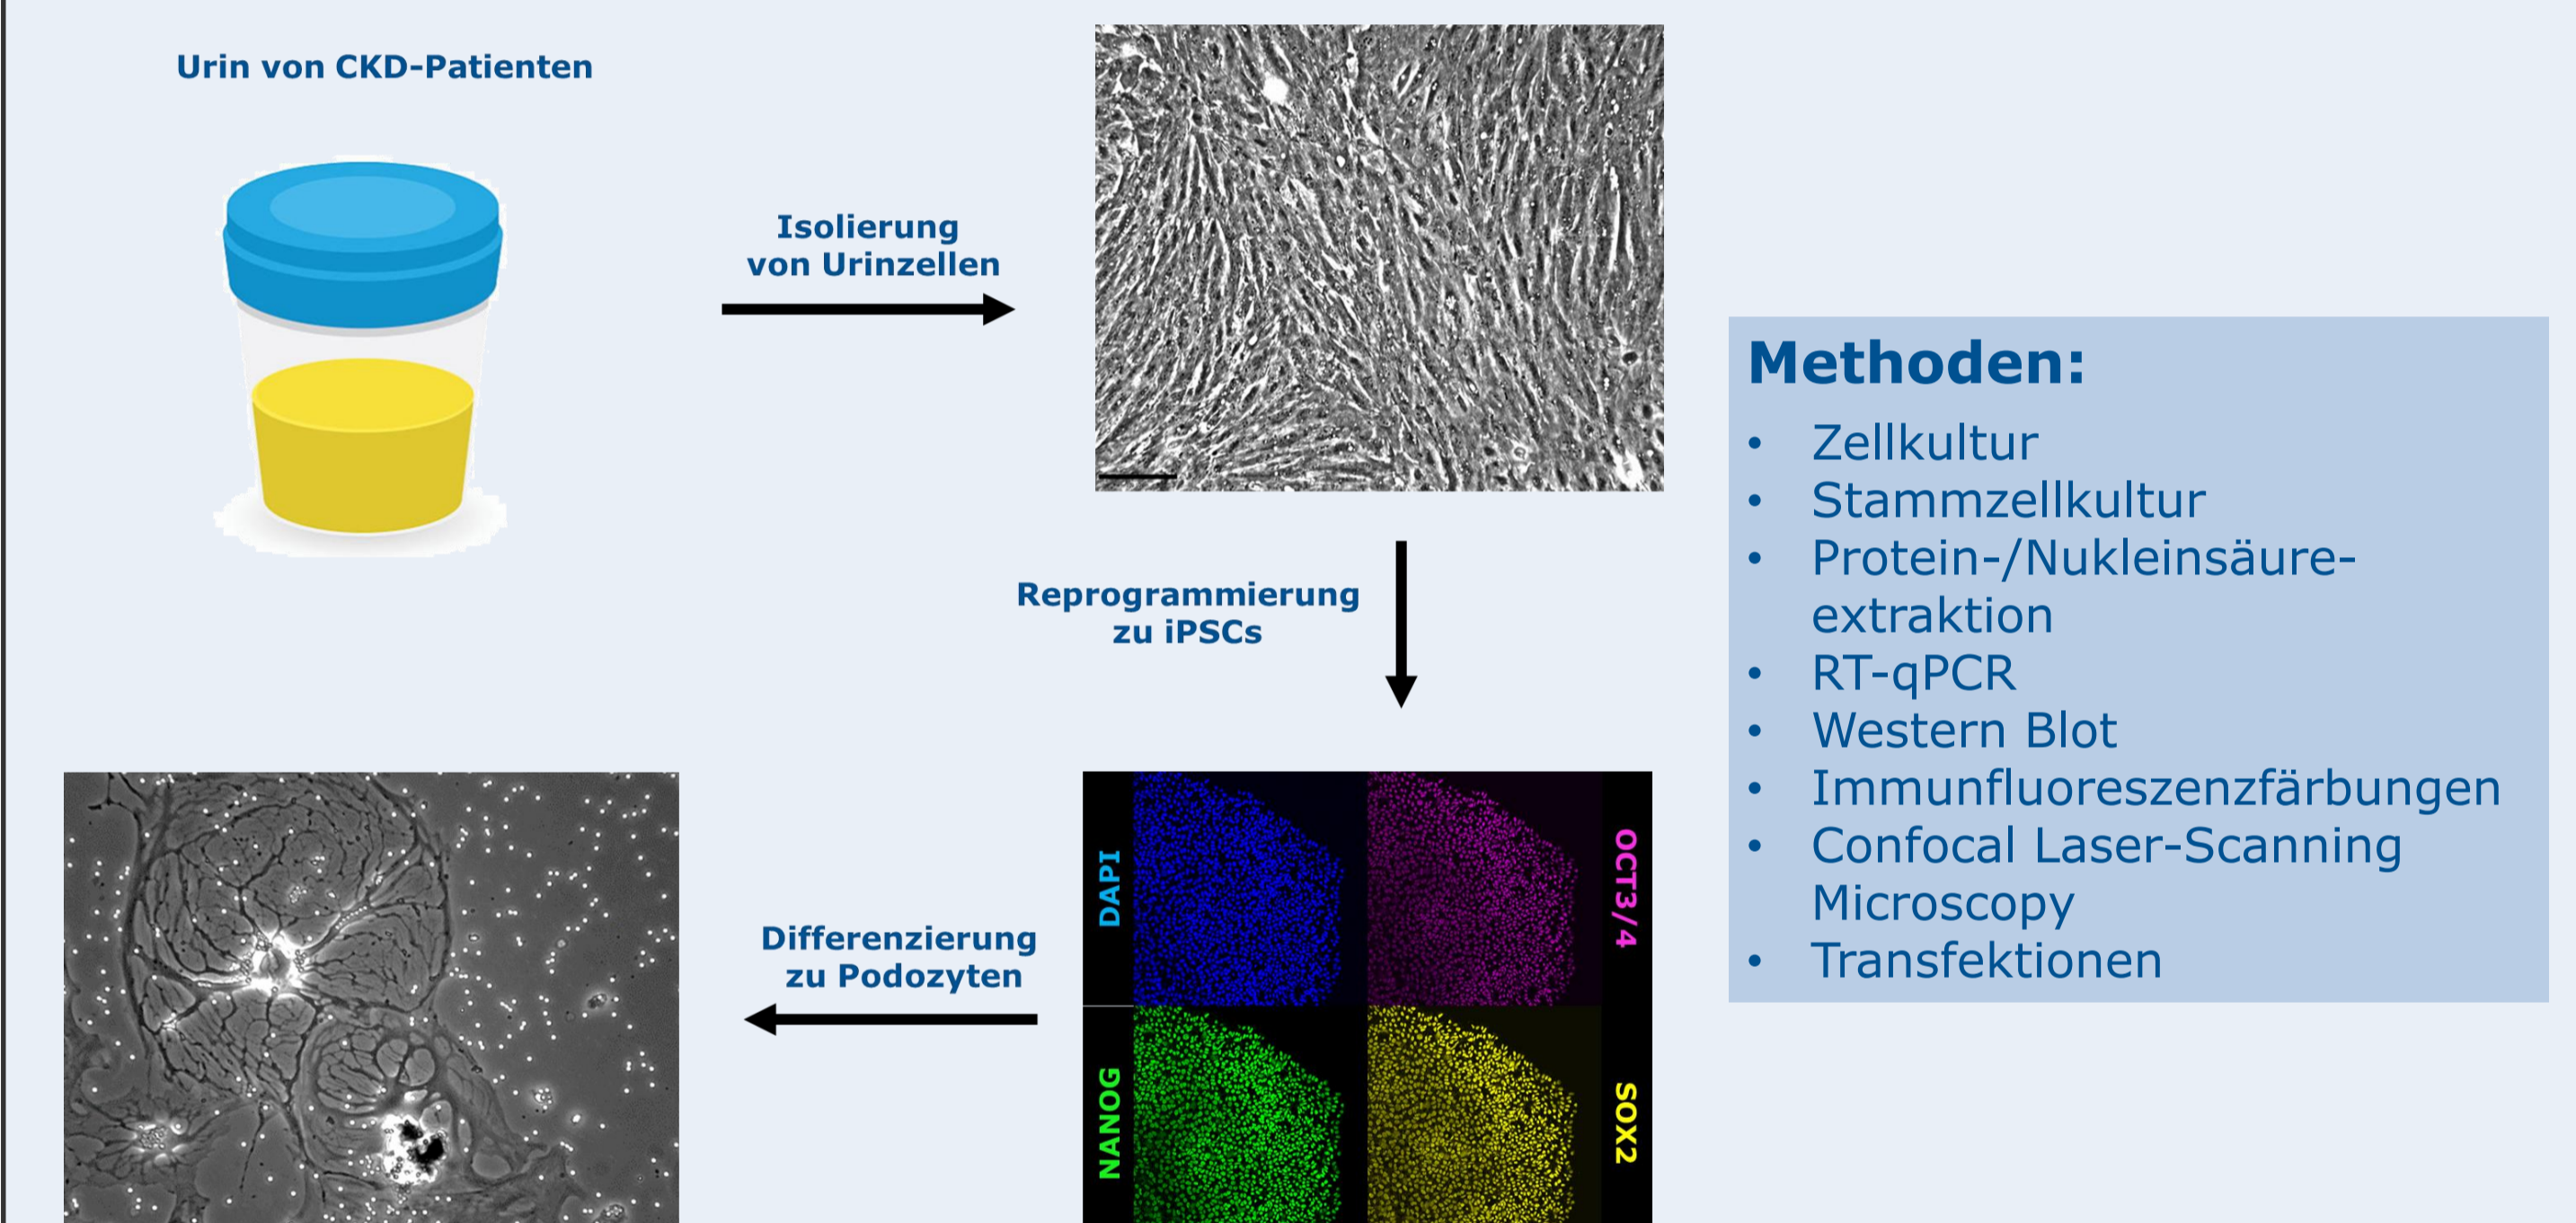 Urin von CKD-Patienten
Isolierung
von Urinzellen
Reprogrammierung
zu iPSCs
DAPI
OCT3/4
NANOG
SOX2
Differenzierung
zu Podozyten
Methoden:
• Zellkultur
• Stammzellkultur
• Protein-/Nukleinsäure-
extraktion
• RT-qPCR
• Western Blot
• Immunfluoreszenzfärbungen
• Confocal Laser-Scanning
Microscopy
• Transfektionen